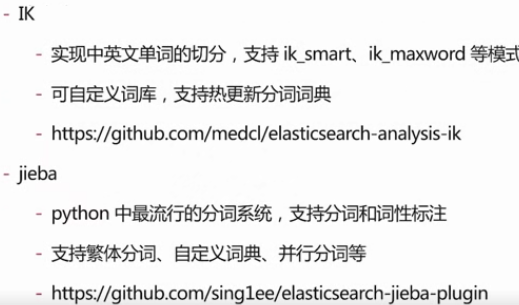 - IK
- 实现中英文单词的切分，支持 ik_smart、ik_maxword 等模式
- 可自定义词库，支持热更新分词词典
- https://github.com/medcl/elasticsearch-analysis-ik
- jieba
- python 中最流行的分词系统，支持分词和词性标注
- 支持繁体分词、自定义词典、并行分词等
- https://github.com/sing1ee/elasticsearch-jieba-plugin